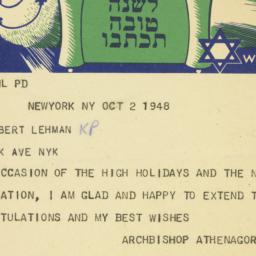 לשנה
טובה
תכתבו
W
NL PD
NEWYORK NY OCT 2 1948
BERT LEHMAN KP
K AVE NYK
CCASION OF THE HIGH HOLIDAYS AND THE N
ATION, I AM GLAD AND HAPPY TO EXTEND T
TULATIONS AND MY BEST WISHES
ARCHBISHOP ATHENAGOR